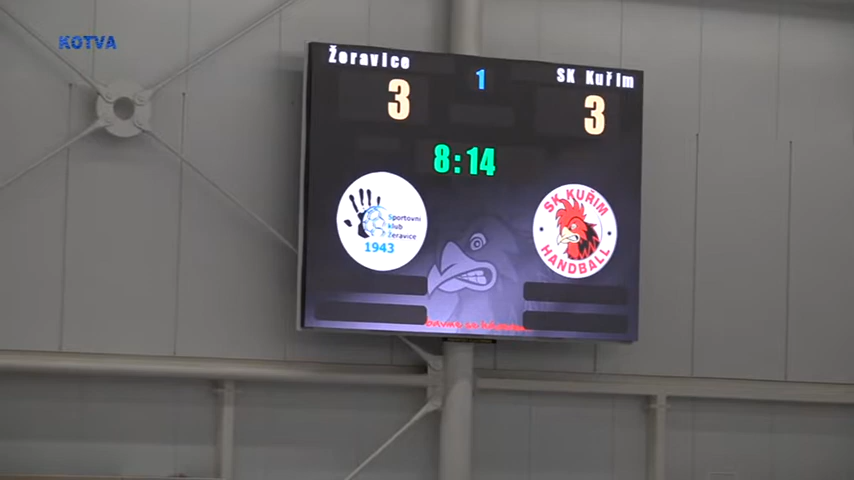 KOTVA
Žeravice
1
SK Kuřim
3
3
8:14
Sportovní
klub
Žeravice
1943
SK KUŘIM
HANDBALL